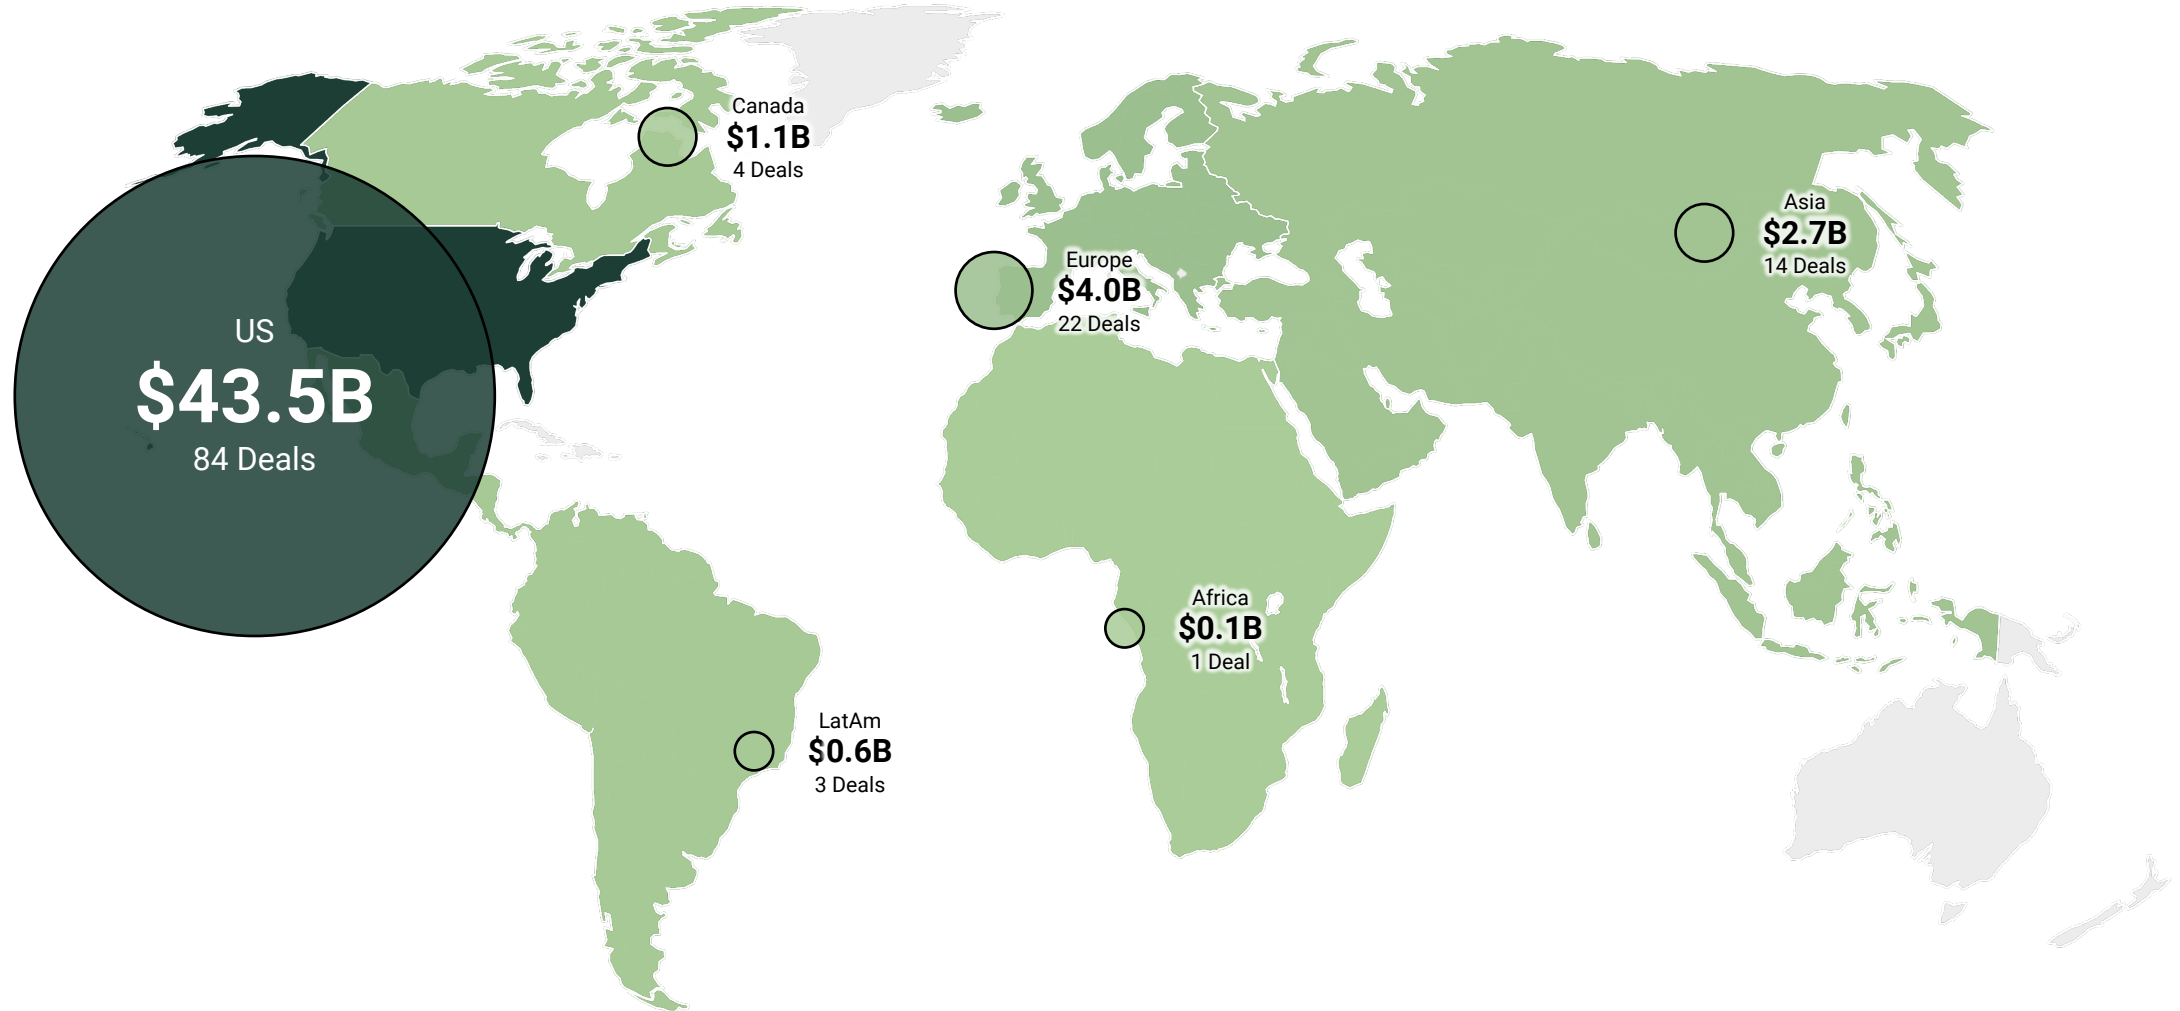 Canada
$1.1B
4 Deals
Asia
$2.7B
14 Deals
Europe
$4.0B
22 Deals
US
$43.5B
84 Deals
Africa
$0.1B
1 Deal
LatAm
$0.6B
3 Deals